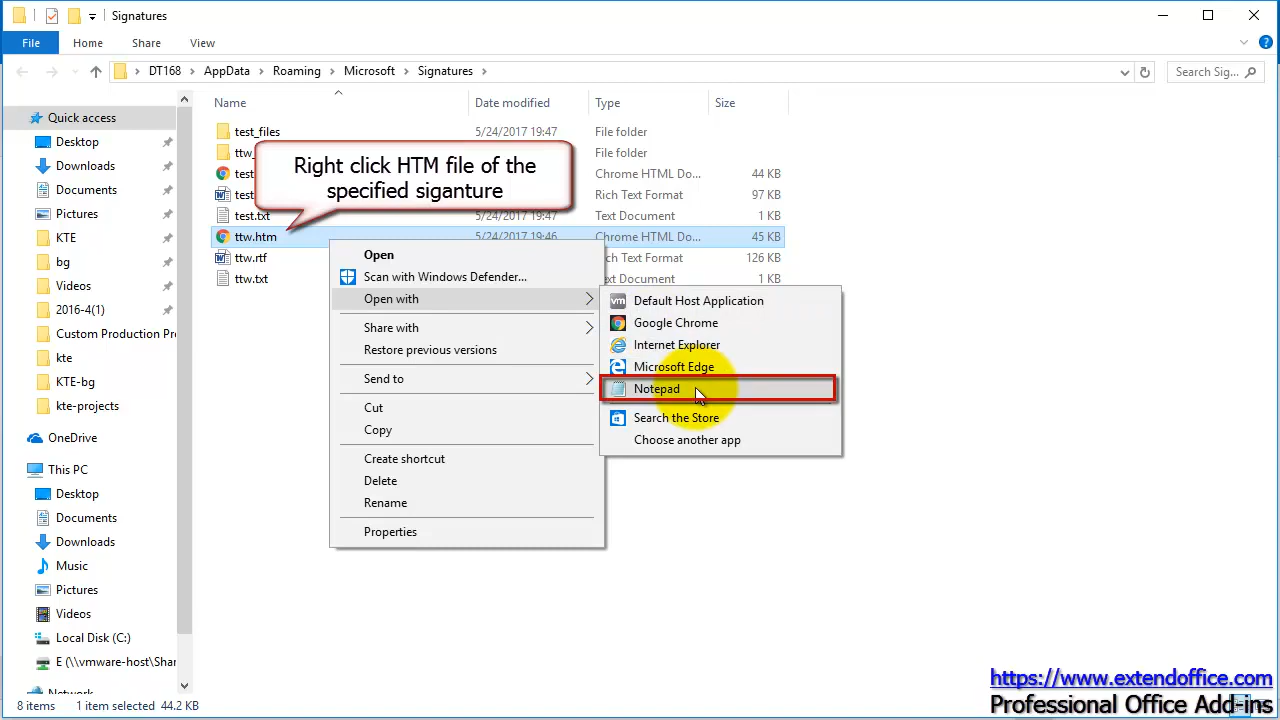 Signatures
File Home Share View
DT168 AppData Roaming Microsoft Signatures Search Sig...
Name Date modified Type Size
Quick access
Desktop
Downloads
Documents
Pictures
KTE
bg
Videos
2016-4(1)
Custom Production Pr
kte
KTE-bg
kte-projects
OneDrive
This PC
Desktop
Documents
Downloads
Music
Pictures
Videos
Local Disk (C:)
E (\\vmware-host\Shar
Network
test_files 5/24/2017 19:47 File folder
ttw_ File folder
test Chrome HTML Do... 44 KB
test Rich Text Format 97 KB
test.txt 5/24/2017 19:47 Text Document 1 KB
ttw.htm 5/24/2017 19:46 Chrome HTML Do... 45 KB
ttw.rtf ch Text Format 126 KB
ttw.txt t Document 1 KB
Right click HTM file of the
specified siganture
Open
Scan with Windows Defender...
Open with
Share with
Restore previous versions
Send to
Cut
Copy
Create shortcut
Delete
Rename
Properties
vm Default Host Application
Google Chrome
Internet Explorer
Microsoft Edge
Notepad
Search the Store
Choose another app
8 items 1 item selected 44.2 KB
https://www.extendoffice.com
Professional Office Add-ins